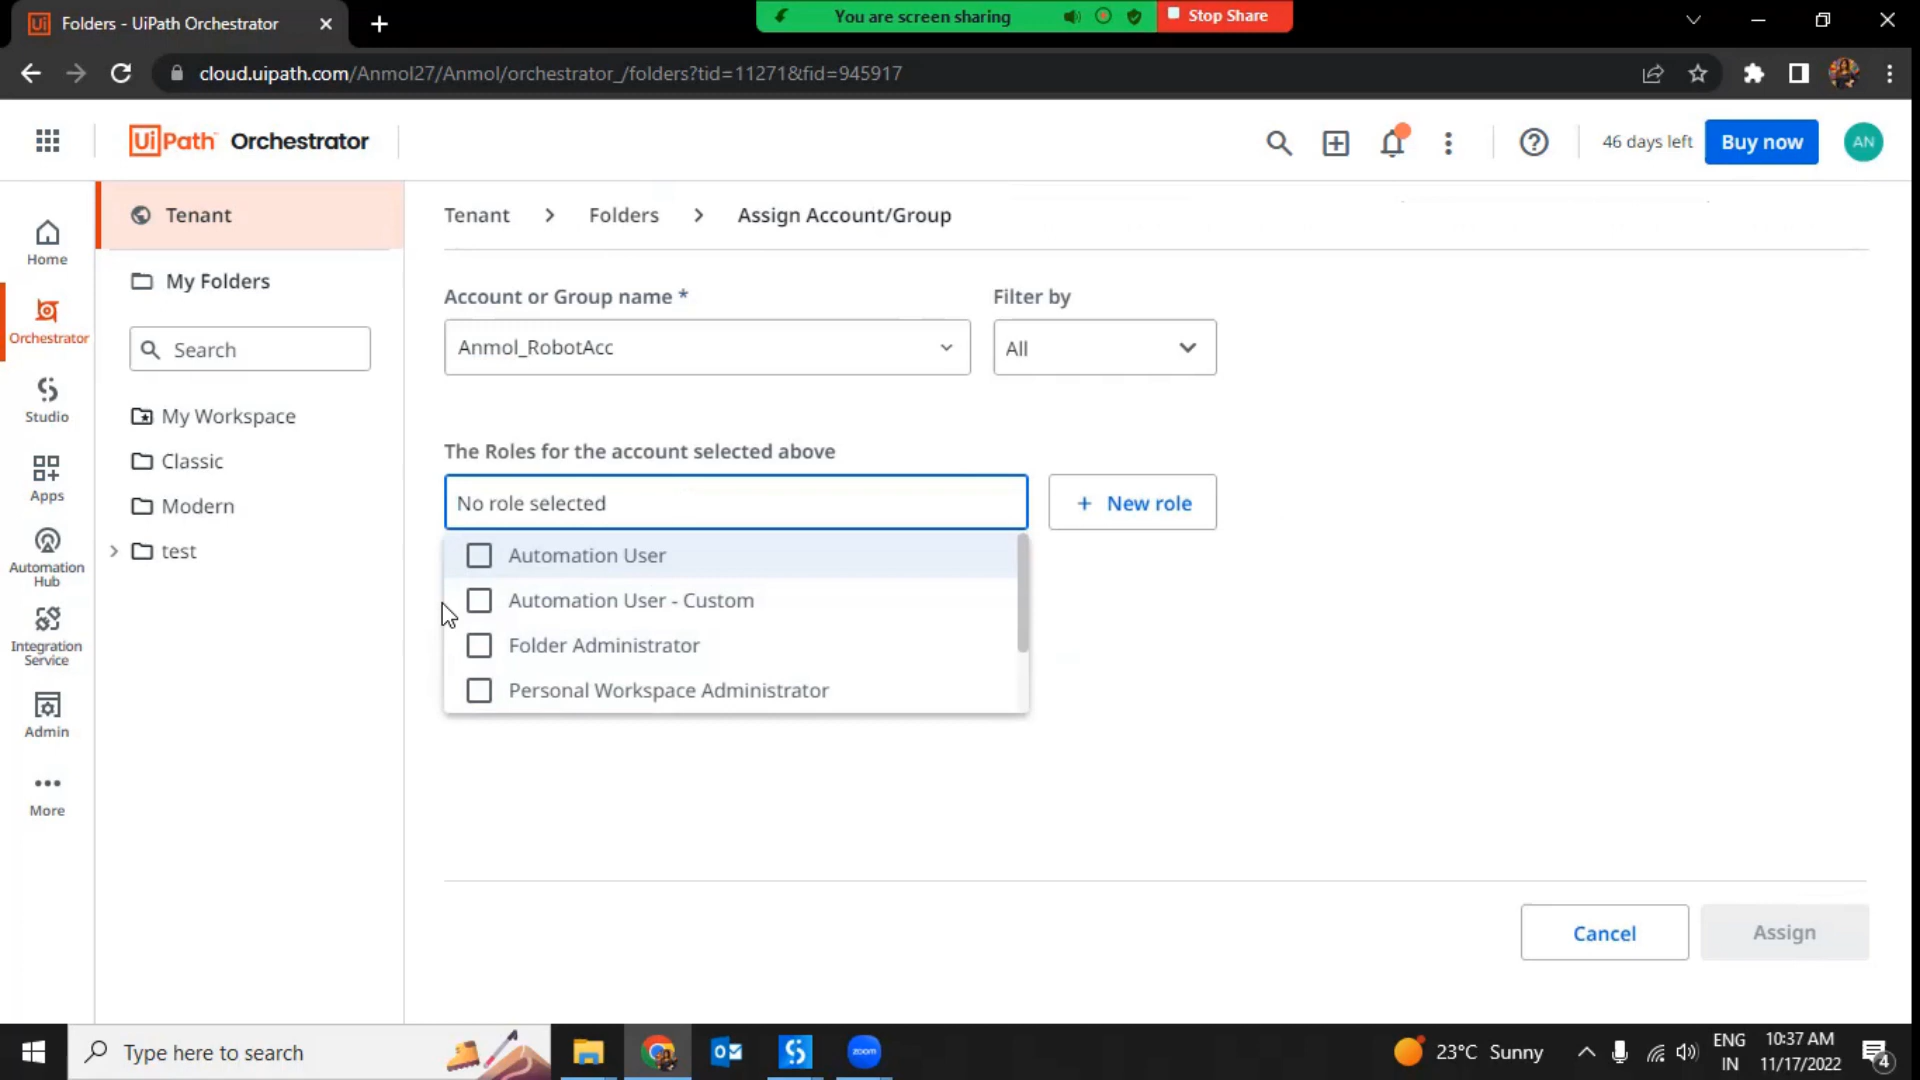 Folders - UiPath Orchestrator
You are screen sharing
Stop Share
cloud.uipath.com/Anmol27/Anmol/orchestrator_/folders?tid=11271&fid=945917
UiPath Orchestrator
46 days left
Buy now
AN
Home
Orchestrator
Studio
Apps
Automation Hub
Integration Service
Admin
More
Tenant
My Folders
Search
My Workspace
Classic
Modern
test
Tenant > Folders > Assign Account/Group
Account or Group name *
Filter by
Anmol_RobotAcc
All
The Roles for the account selected above
No role selected
+ New role
Automation User
Automation User - Custom
Folder Administrator
Personal Workspace Administrator
Cancel
Assign
Type here to search
zoom
23°C Sunny
ENG
IN
10:37 AM
11/17/2022
4